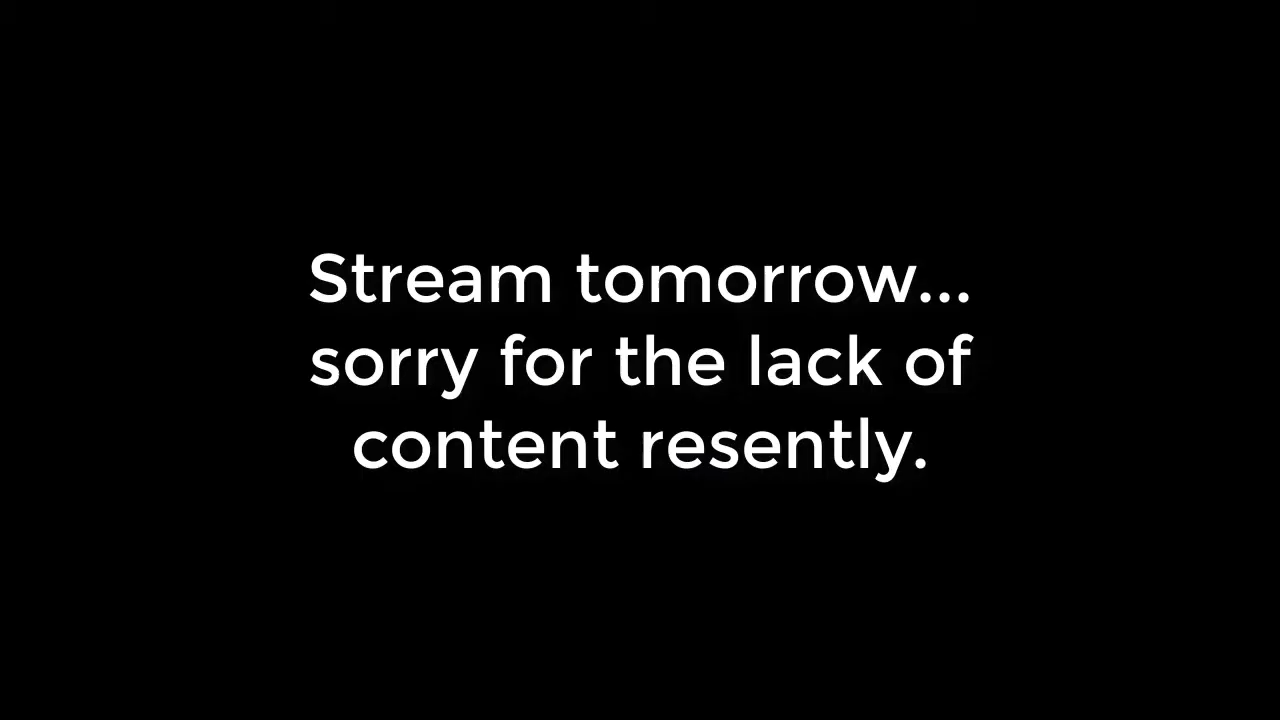 Stream tomorrow...
sorry for the lack of
content resently.